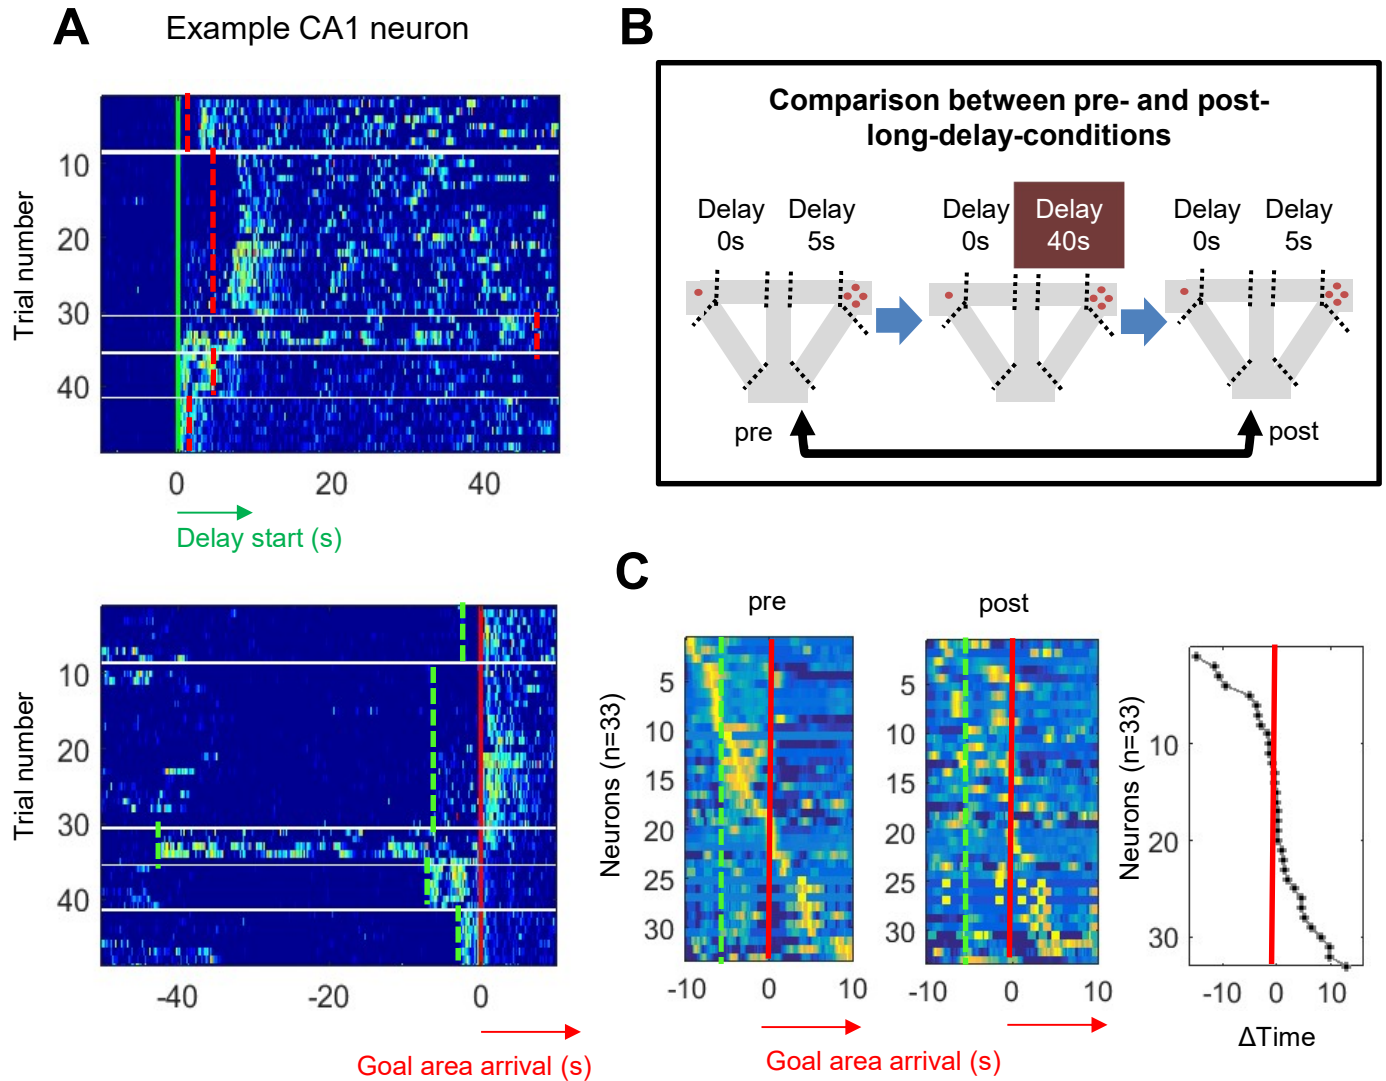 A
Example CA1 neuron
Trial number
10
20
30
40
0 20 40
Delay start (s)
Trial number
10
20
30
40
-40 -20 0
Goal area arrival (s)
B
Comparison between pre- and post-
long-delay-conditions
Delay Delay
0s 5s
Delay Delay
0s 40s
Delay Delay
0s 5s
pre
post
C
pre
post
Neurons (n=33)
5
10
15
20
25
30
-10 0 10
5
10
15
20
25
30
-10 0 10
Goal area arrival (s)
Neurons (n=33)
10
20
30
-10 0 10
ΔTime